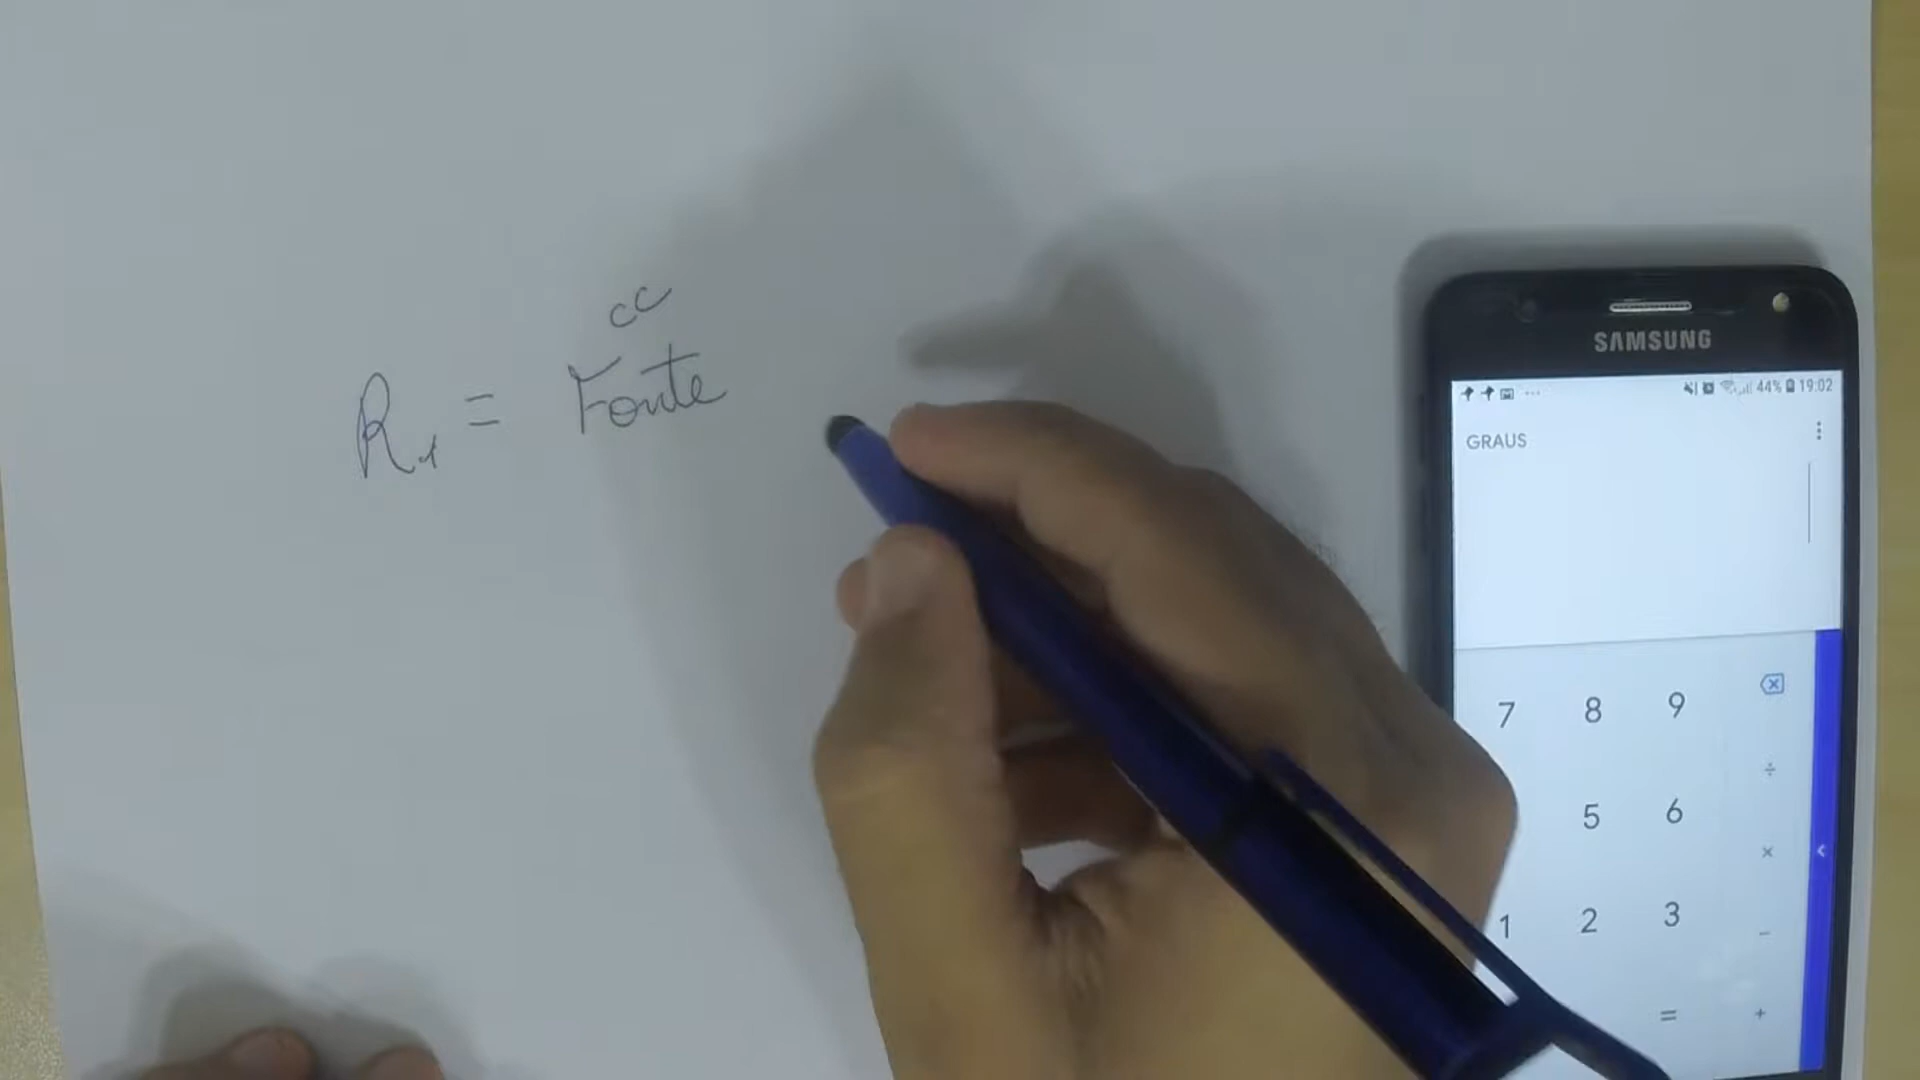 cc
R1 = Fonte
SAMSUNG
44% 19:02
GRAUS
7 8 9
÷
5 6
×
1 2 3
-
= +